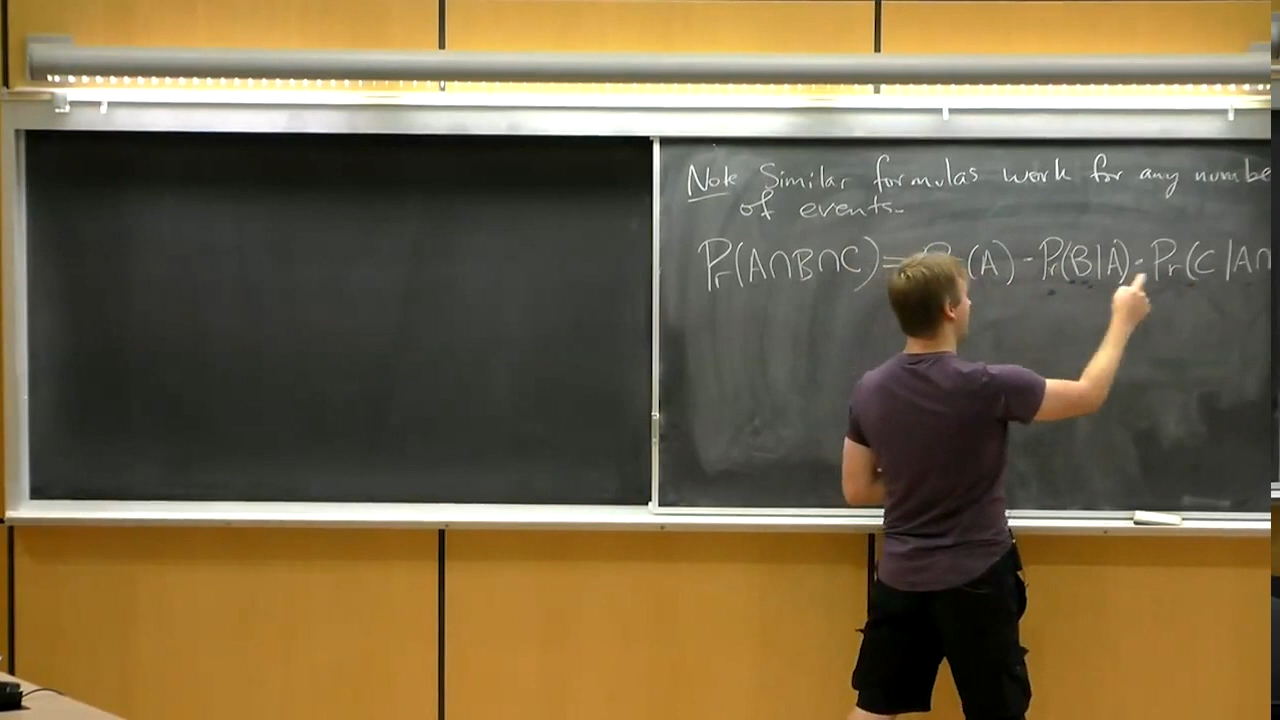 Note Similar formulas work for any numbe
of events.
Pr(A∩B∩C) = (A) · Pr(B|A) · Pr(C|A∩